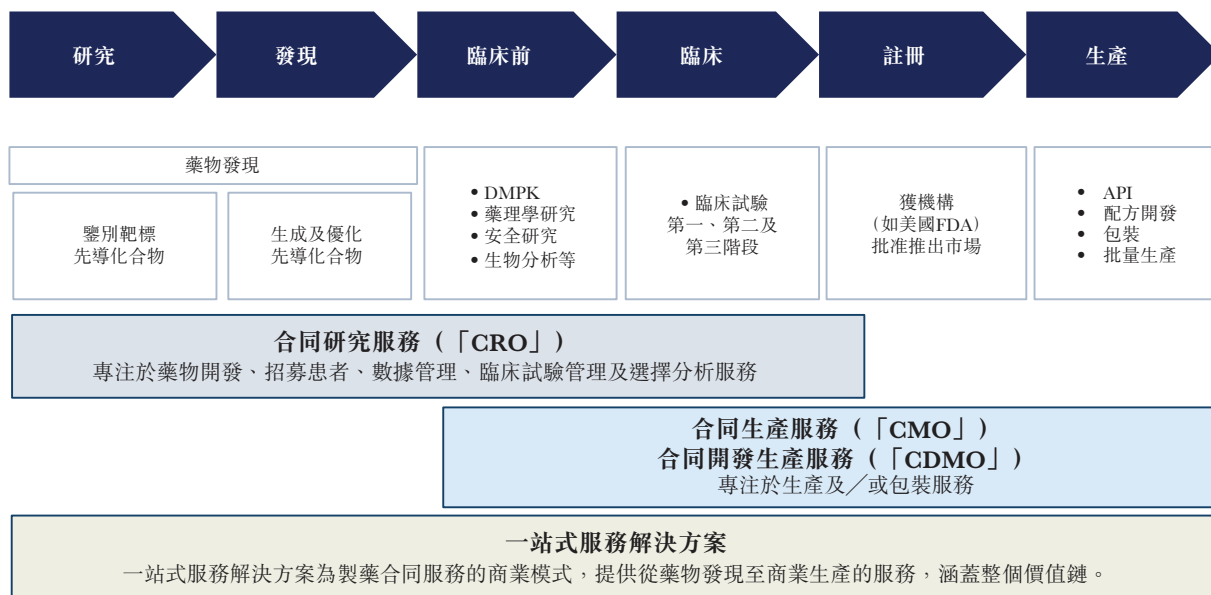 研究
發現
臨床前
臨床
註冊
生產
藥物發現
鑒別靶標
先導化合物
生成及優化
先導化合物
• DMPK
• 藥理學研究
• 安全研究
• 生物分析等
• 臨床試驗
第一、第二及
第三階段
獲機構
(如美國FDA)
批准推出市場
• API
• 配方開發
• 包裝
• 批量生產
合同研究服務（「CRO」）
專注於藥物開發、招募患者、數據管理、臨床試驗管理及選擇分析服務
合同生產服務（「CMO」）
合同開發生產服務（「CDMO」）
專注於生產及╱或包裝服務
一站式服務解決方案
一站式服務解決方案為製藥合同服務的商業模式，提供從藥物發現至商業生產的服務，涵蓋整個價值鏈。